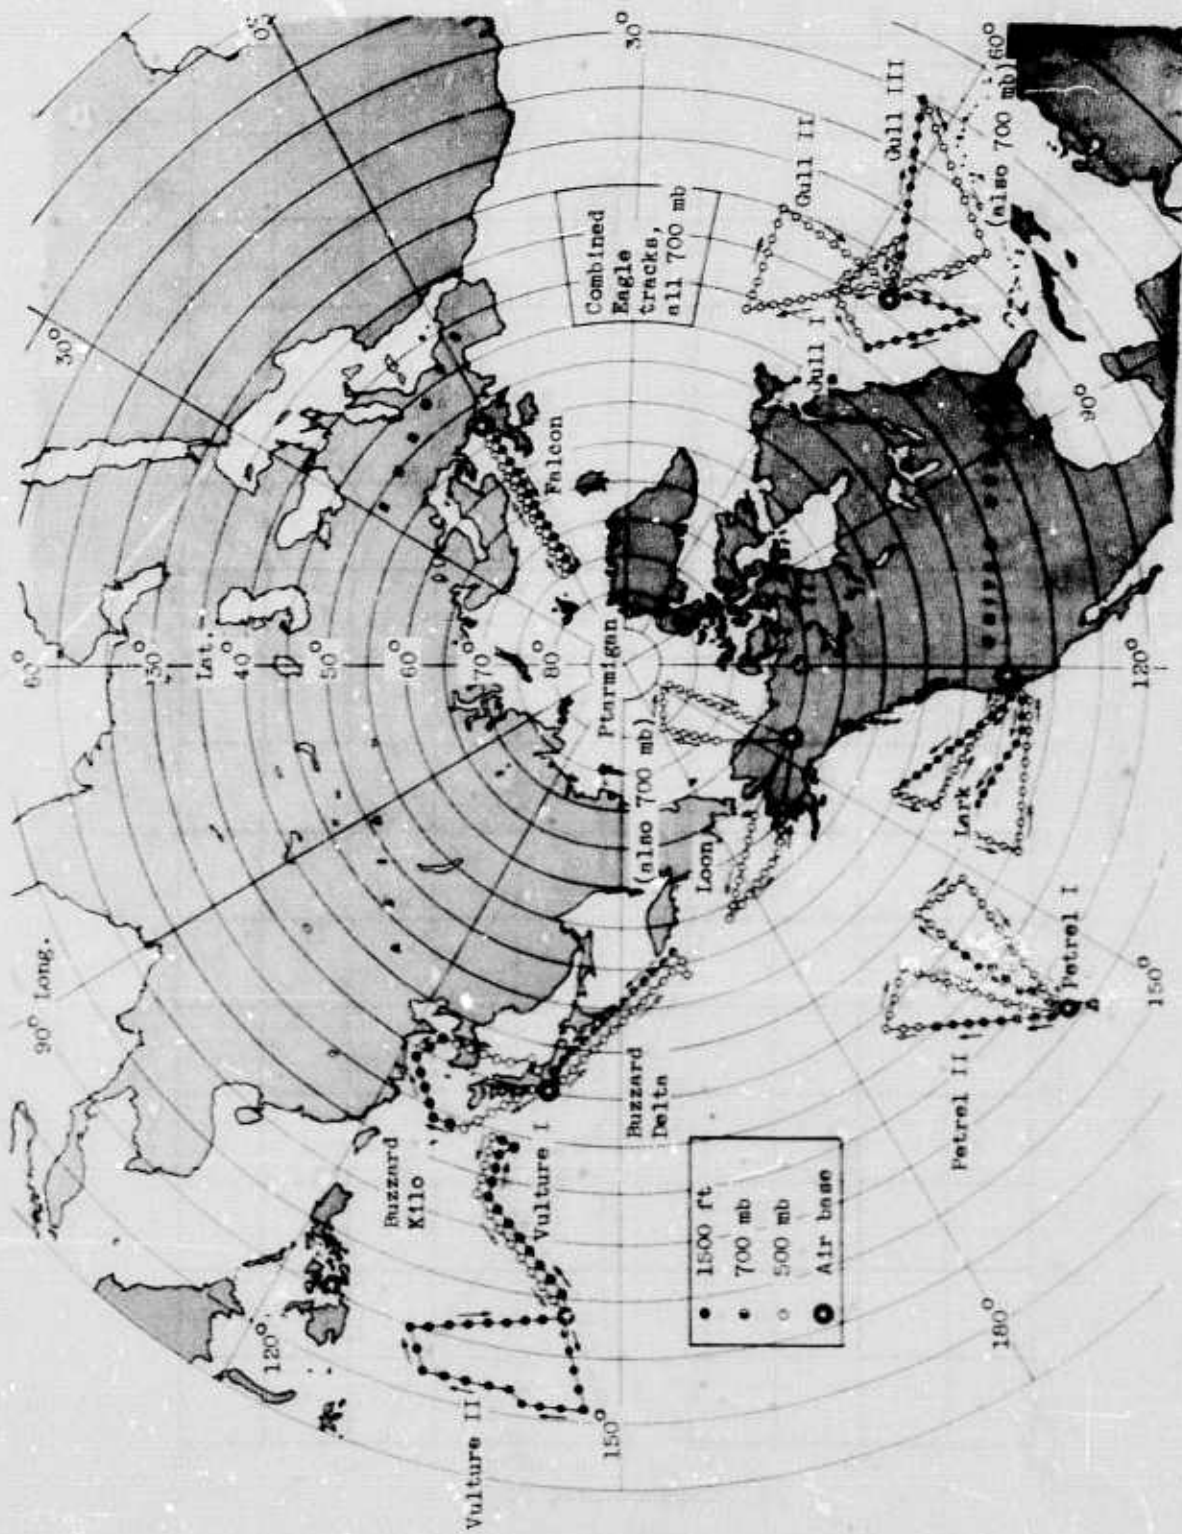 0°
30°
60°
30°
60°
Lat.
30°
40°
50°
60°
70°
80°
90° Long.
Gull III
Gull II
(also 700 mb)
Combined
Eagle
tracks,
all 700 mb
Gull I
Falcon
90°
Ptarmigan
(also 700 mb)
120°
Loon
Lark
Petrel I
Petrel II
150°
Buzzard
Delta
Buzzard
Kilo
Vulture I
1500 ft
700 mb
500 mb
Air base
180°
120°
Vulture II
150°